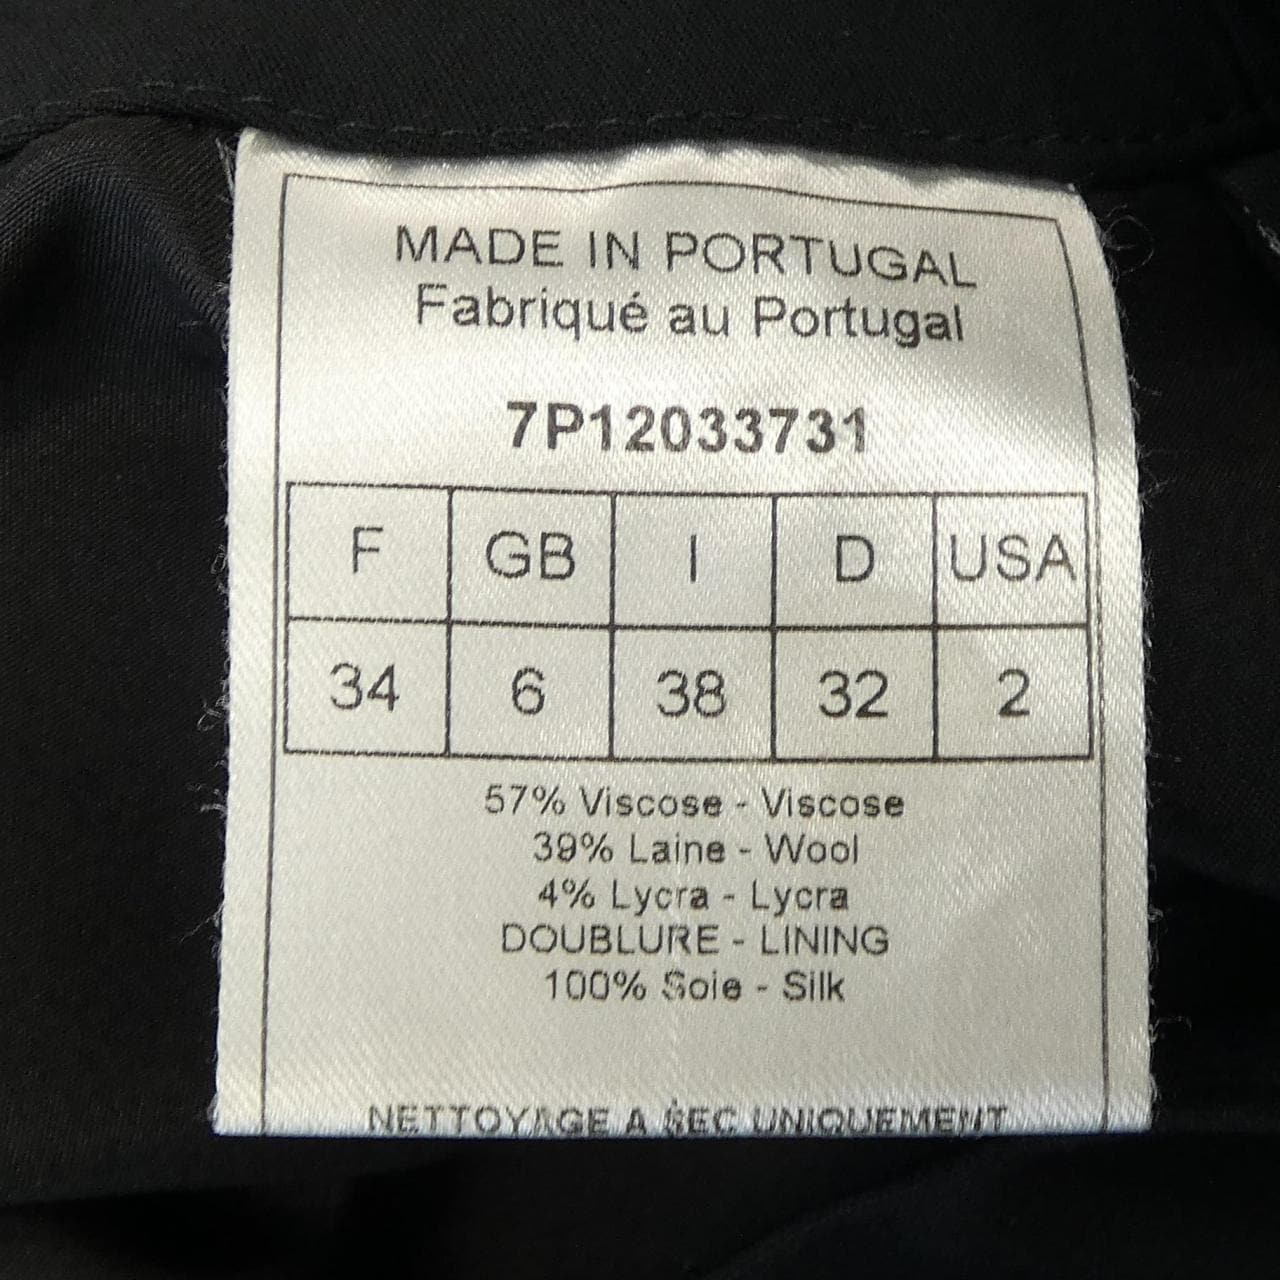 MADE IN PORTUGAL
Fabriqué au Portugal
7P12033731
F GB I D USA
34 6 38 32 2
57% Viscose - Viscose
39% Laine - Wool
4% Lycra - Lycra
DOUBLURE - LINING
100% Soie - Silk
NETTOYAGE A SEC UNIQUEMENT